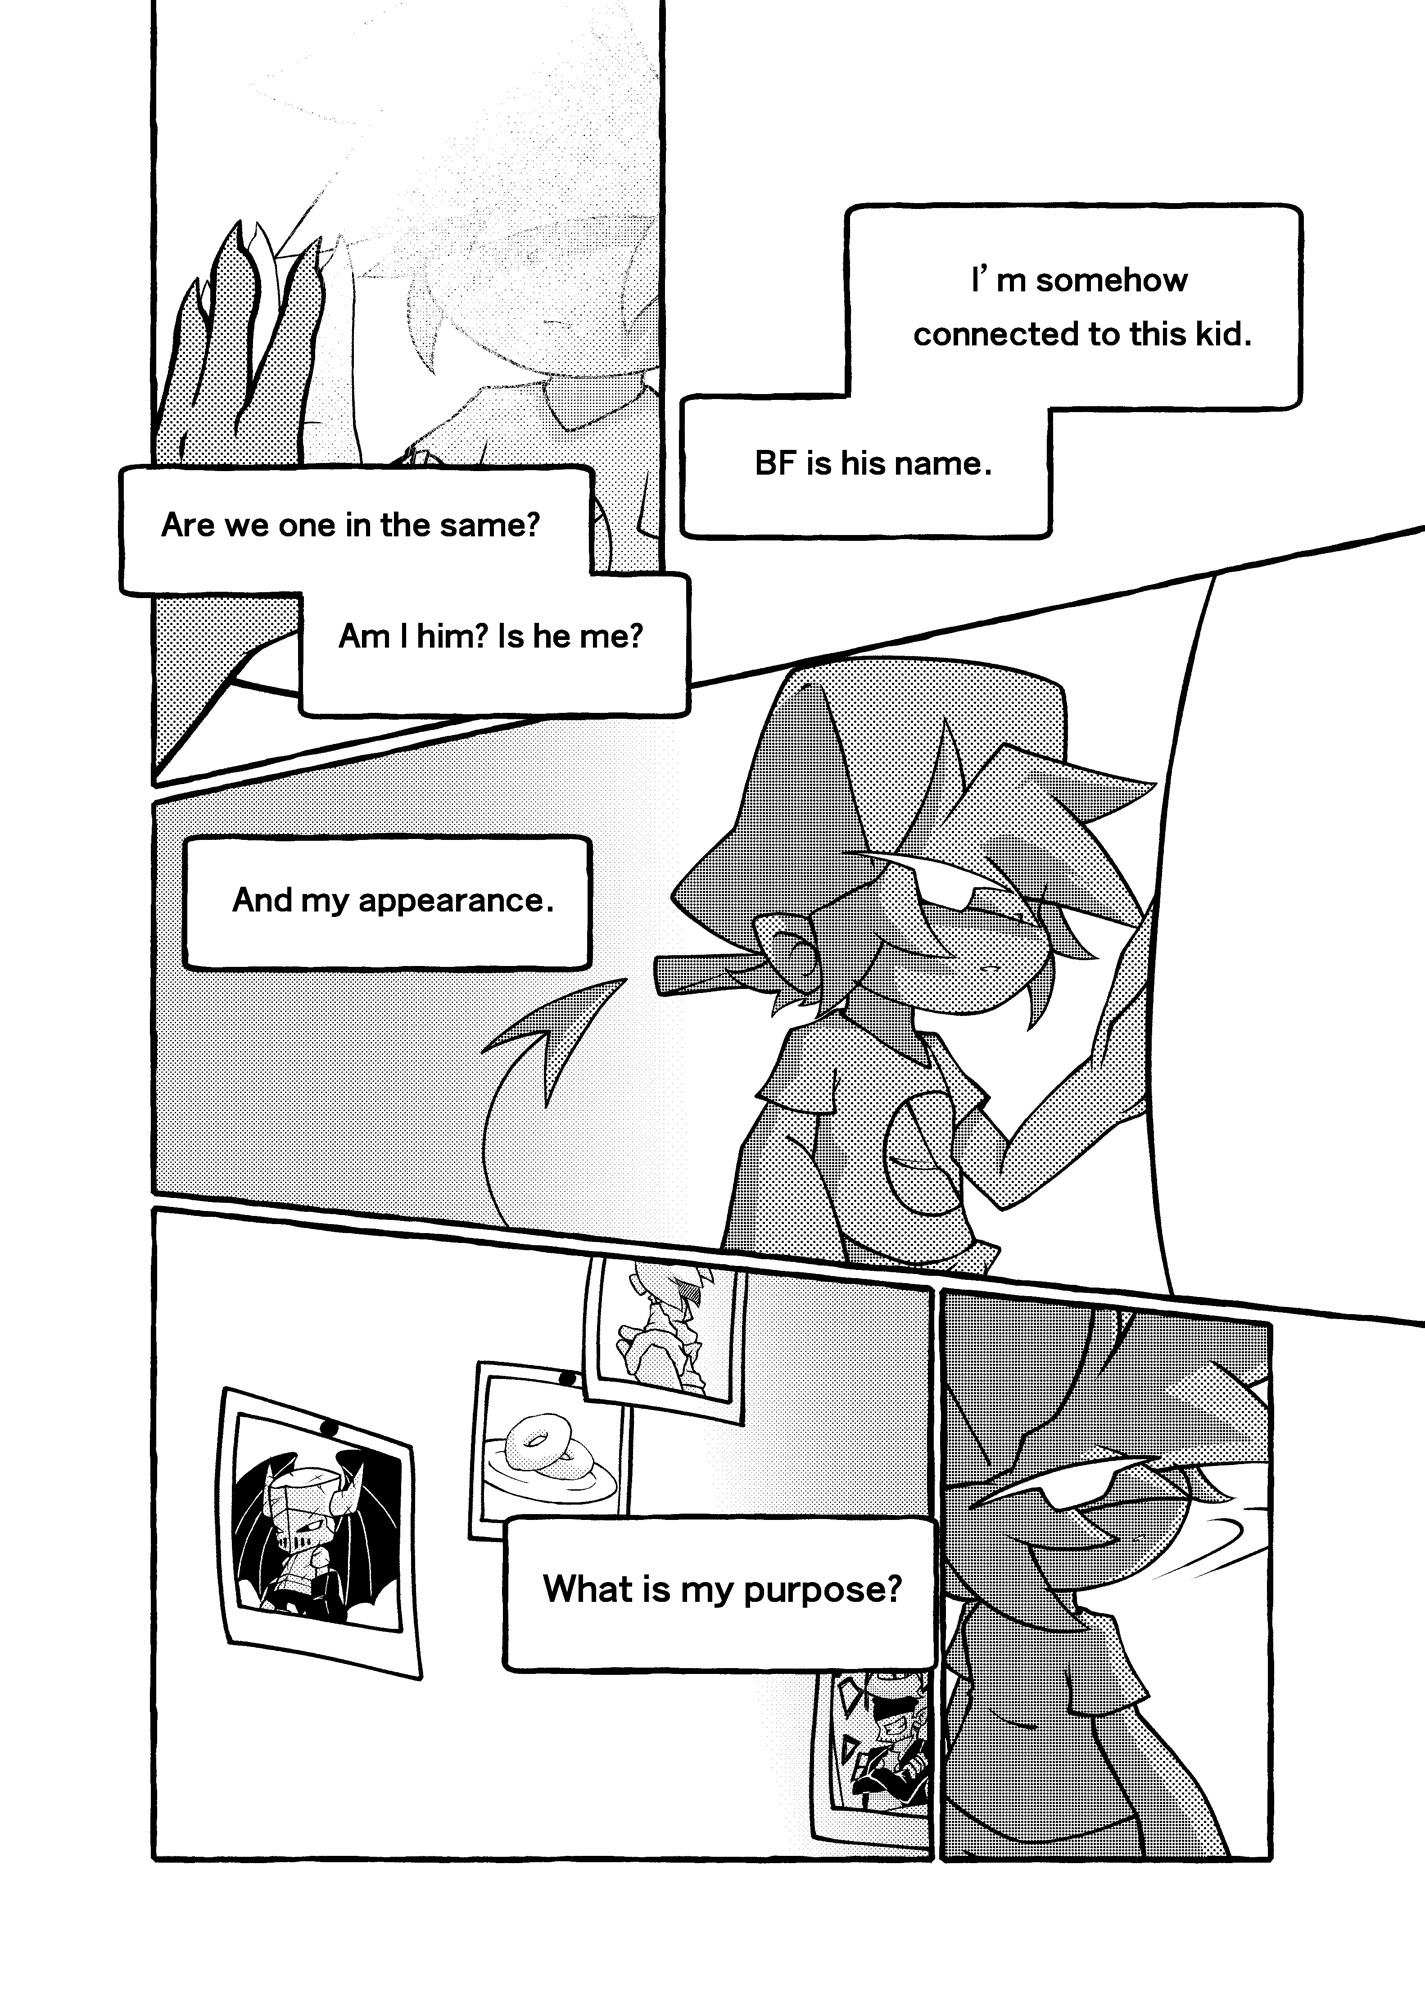 I'm somehow
connected to this kid.
BF is his name.
Are we one in the same?
Am I him? Is he me?
And my appearance.
What is my purpose?